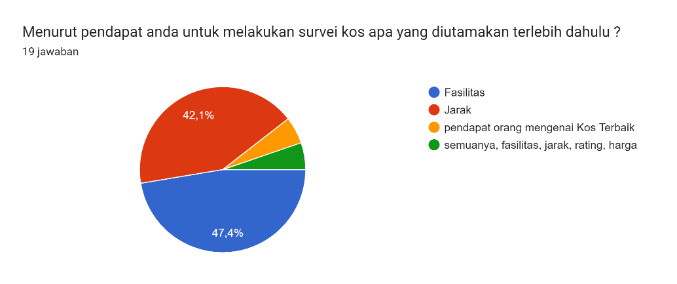 Menurut pendapat anda untuk melakukan survei kos apa yang diutamakan terlebih dahulu ?
19 jawaban
42,1%
47,4%
Fasilitas
Jarak
pendapat orang mengenai Kos Terbaik
semuanya, fasilitas, jarak, rating, harga